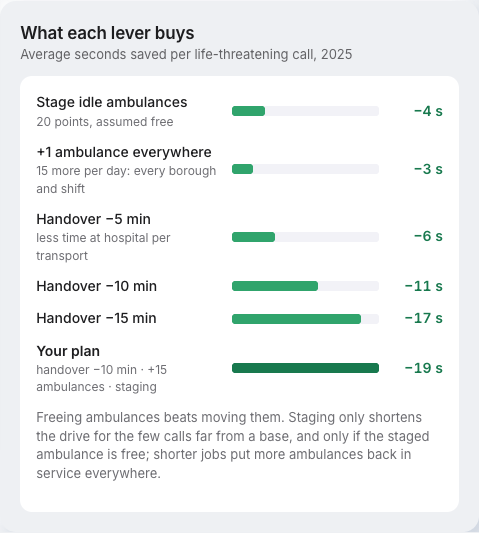 What each lever buys
Average seconds saved per life-threatening call, 2025
Stage idle ambulances
20 points, assumed free
−4 s
+1 ambulance everywhere
15 more per day: every borough
and shift
−3 s
Handover −5 min
less time at hospital per
transport
−6 s
Handover −10 min
−11 s
Handover −15 min
−17 s
Your plan
handover −10 min · +15
ambulances · staging
−19 s
Freeing ambulances beats moving them. Staging only shortens
the drive for the few calls far from a base, and only if the staged
ambulance is free; shorter jobs put more ambulances back in
service everywhere.